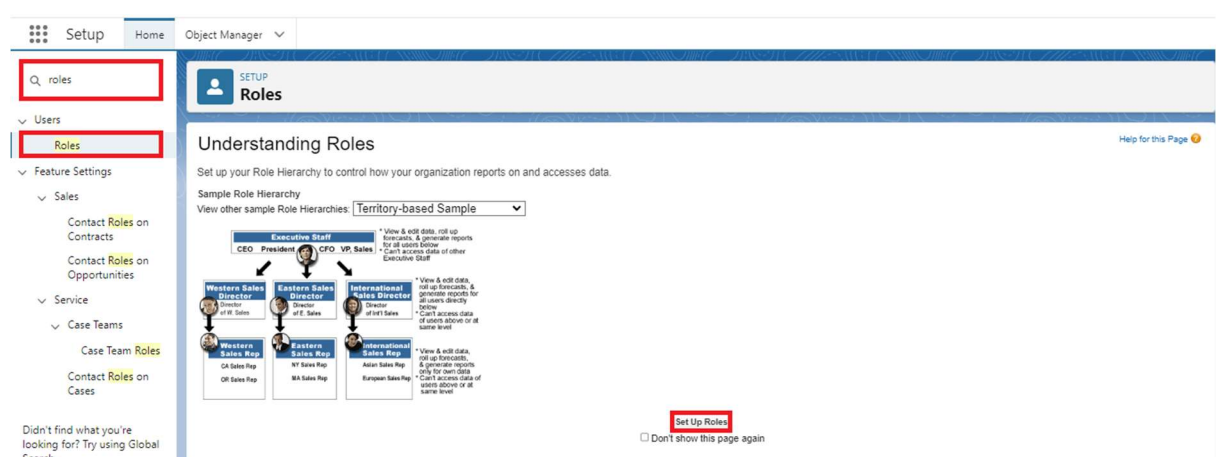 Setup
Home
Object Manager
roles
Users
Roles
Feature Settings
Sales
Contact Roles on
Contracts
Contact Roles on
Opportunities
Service
Case Teams
Case Team Roles
Contact Roles on
Cases
Didn't find what you're
looking for? Try using Global
SETUP
Roles
Understanding Roles
Help for this Page
Set up your Role Hierarchy to control how your organization reports on and accesses data.
Sample Role Hierarchy
View other sample Role Hierarchies: Territory-based Sample
Executive Staff
CEO President CFO VP, Sales
* View & edit data, roll up
forecasts, & generate reports
for all users below
* Can't access data of other
Executive Staff
Western Sales
Director
Director
of W. Sales
Eastern Sales
Director
Director
of E. Sales
International
Sales Director
Director
of Int'l Sales
* View & edit data,
roll up forecasts, &
generate reports for
all users directly
below
* Can't access data
of users above or at
same level
Western
Sales Rep
CA Sales Rep
OR Sales Rep
Eastern
Sales Rep
NY Sales Rep
MA Sales Rep
International
Sales Rep
Asian Sales Rep
European Sales Rep
* View & edit data,
roll up forecasts,
& generate reports
only for own data
* Can't access data of
users above or at
same level
Set Up Roles
Don't show this page again